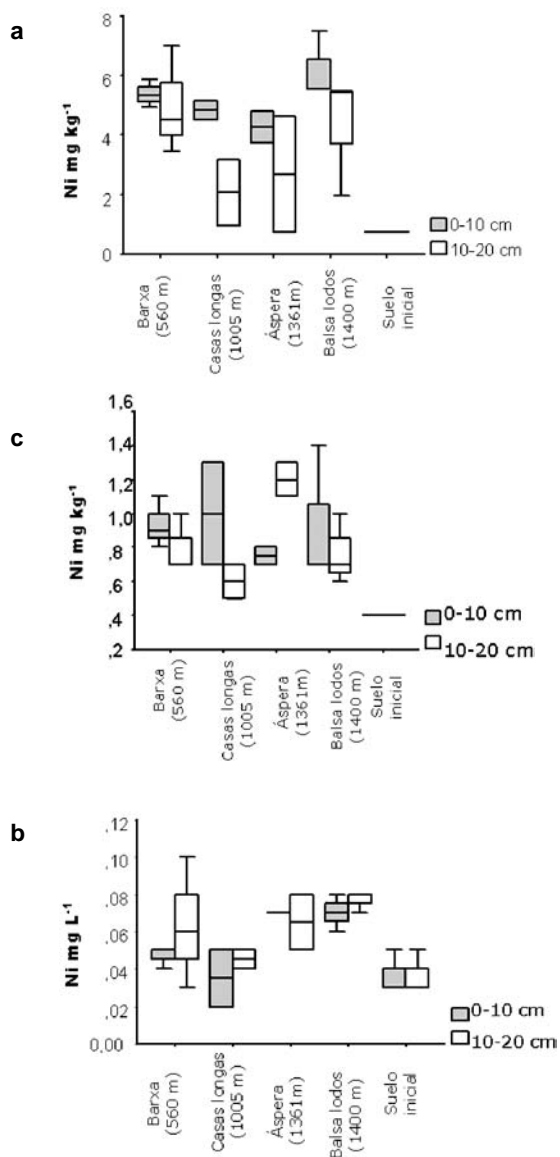 a
Ni mg kg-1
8
6
4
2
0
Barxa
(560 m)
Casas longas
(1005 m)
Áspera
(1361m)
Balsa lodos
(1400 m)
Suelo
inicial
0-10 cm
10-20 cm
c
Ni mg kg-1
1,6
1,4
1,2
1,0
,8
,6
,4
,2
Barxa
(560 m)
Casas longas
(1005 m)
Áspera
(1361m)
Balsa lodos
(1400 m)
Suelo
inicial
0-10 cm
10-20 cm
b
Ni mg L-1
,12
,10
,08
,06
,04
,02
0,00
Barxa
(560 m)
Casas longas
(1005 m)
Áspera
(1361m)
Balsa lodos
(1400 m)
Suelo
inicial
0-10 cm
10-20 cm